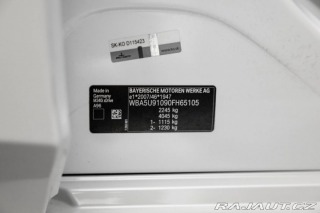 SK-KO D115423
Made in
Germany
BAYERISCHE MOTOREN WERKE AG
e1*2007/46*1947
WBA5U91090FH65105
2245 kg
4045 kg
1- 1115 kg
2- 1230 kg
RAJAUT.CZ